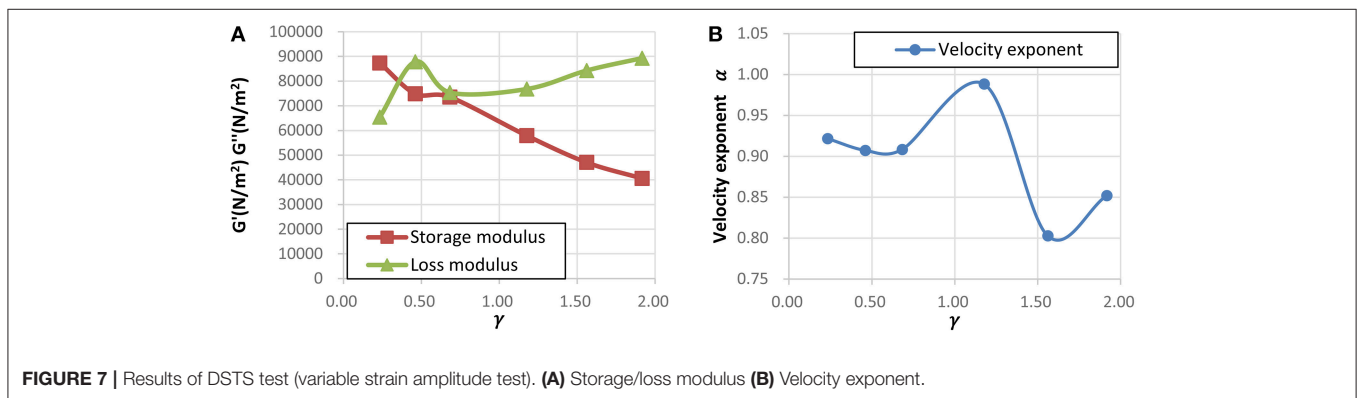 A
G'(N/m²) G''(N/m²)
100000
90000
80000
70000
60000
50000
40000
30000
20000
10000
0
Storage modulus
Loss modulus
0.00 0.50 1.00 1.50 2.00
γ
B
Velocity exponent α
1.05
1.00
0.95
0.90
0.85
0.80
0.75
Velocity exponent
0.00 0.50 1.00 1.50 2.00
γ
FIGURE 7 | Results of DSTS test (variable strain amplitude test). (A) Storage/loss modulus (B) Velocity exponent.